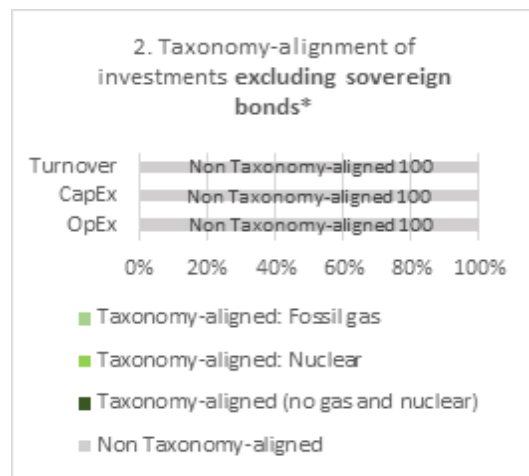 2. Taxonomy-alignment of
investments excluding sovereign
bonds*
Turnover Non Taxonomy-aligned 100
CapEx Non Taxonomy-aligned 100
OpEx Non Taxonomy-aligned 100
0% 20% 40% 60% 80% 100%
Taxonomy-aligned: Fossil gas
Taxonomy-aligned: Nuclear
Taxonomy-aligned (no gas and nuclear)
Non Taxonomy-aligned